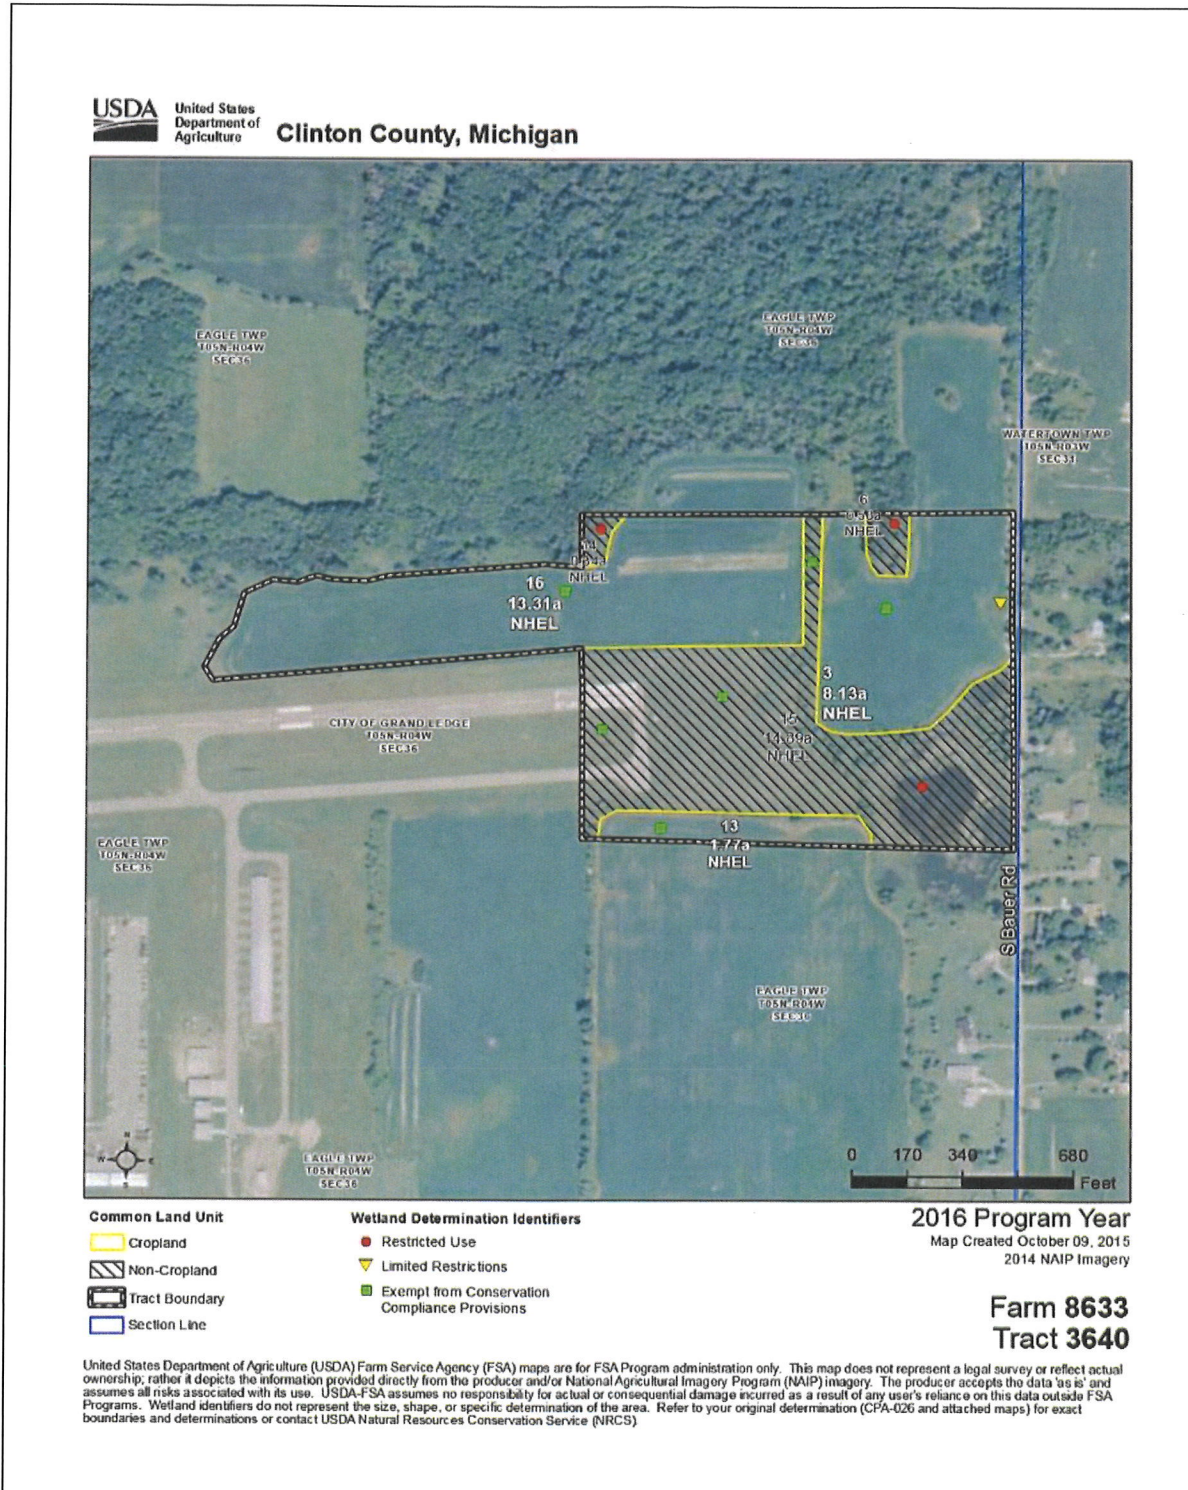 USDA
United States
Department of
Agriculture
Clinton County, Michigan
EAGLE TWP
T05N-R04W
SEC36
EAGLE TWP
T05N-R04W
SEC36
WATERTOWN TWP
T05N-R03W
SEC31
6
NHEL
14
NHEL
16
13.31a
NHEL
3
8.13a
NHEL
15
14.89a
NHEL
CITY OF GRAND LEDGE
T05N-R04W
SEC36
13
1.77a
NHEL
EAGLE TWP
T05N-R04W
SEC36
S Bauer Rd
EAGLE TWP
T05N-R04W
SEC36
EAGLE TWP
T05N-R04W
SEC36
N
W E
S
0 170 340 680
Feet
Common Land Unit
Cropland
Non-Cropland
Tract Boundary
Section Line
Wetland Determination Identifiers
Restricted Use
Limited Restrictions
Exempt from Conservation
Compliance Provisions
2016 Program Year
Map Created October 09, 2015
2014 NAIP Imagery
Farm 8633
Tract 3640
United States Department of Agriculture (USDA) Farm Service Agency (FSA) maps are for FSA Program administration only. This map does not represent a legal survey or reflect actual
ownership; rather it depicts the information provided directly from the producer and/or National Agricultural Imagery Program (NAIP) imagery. The producer accepts the data 'as is' and
assumes all risks associated with its use. USDA-FSA assumes no responsibility for actual or consequential damage incurred as a result of any user's reliance on this data outside FSA
Programs. Wetland identifiers do not represent the size, shape, or specific determination of the area. Refer to your original determination (CPA-026 and attached maps) for exact
boundaries and determinations or contact USDA Natural Resources Conservation Service (NRCS)